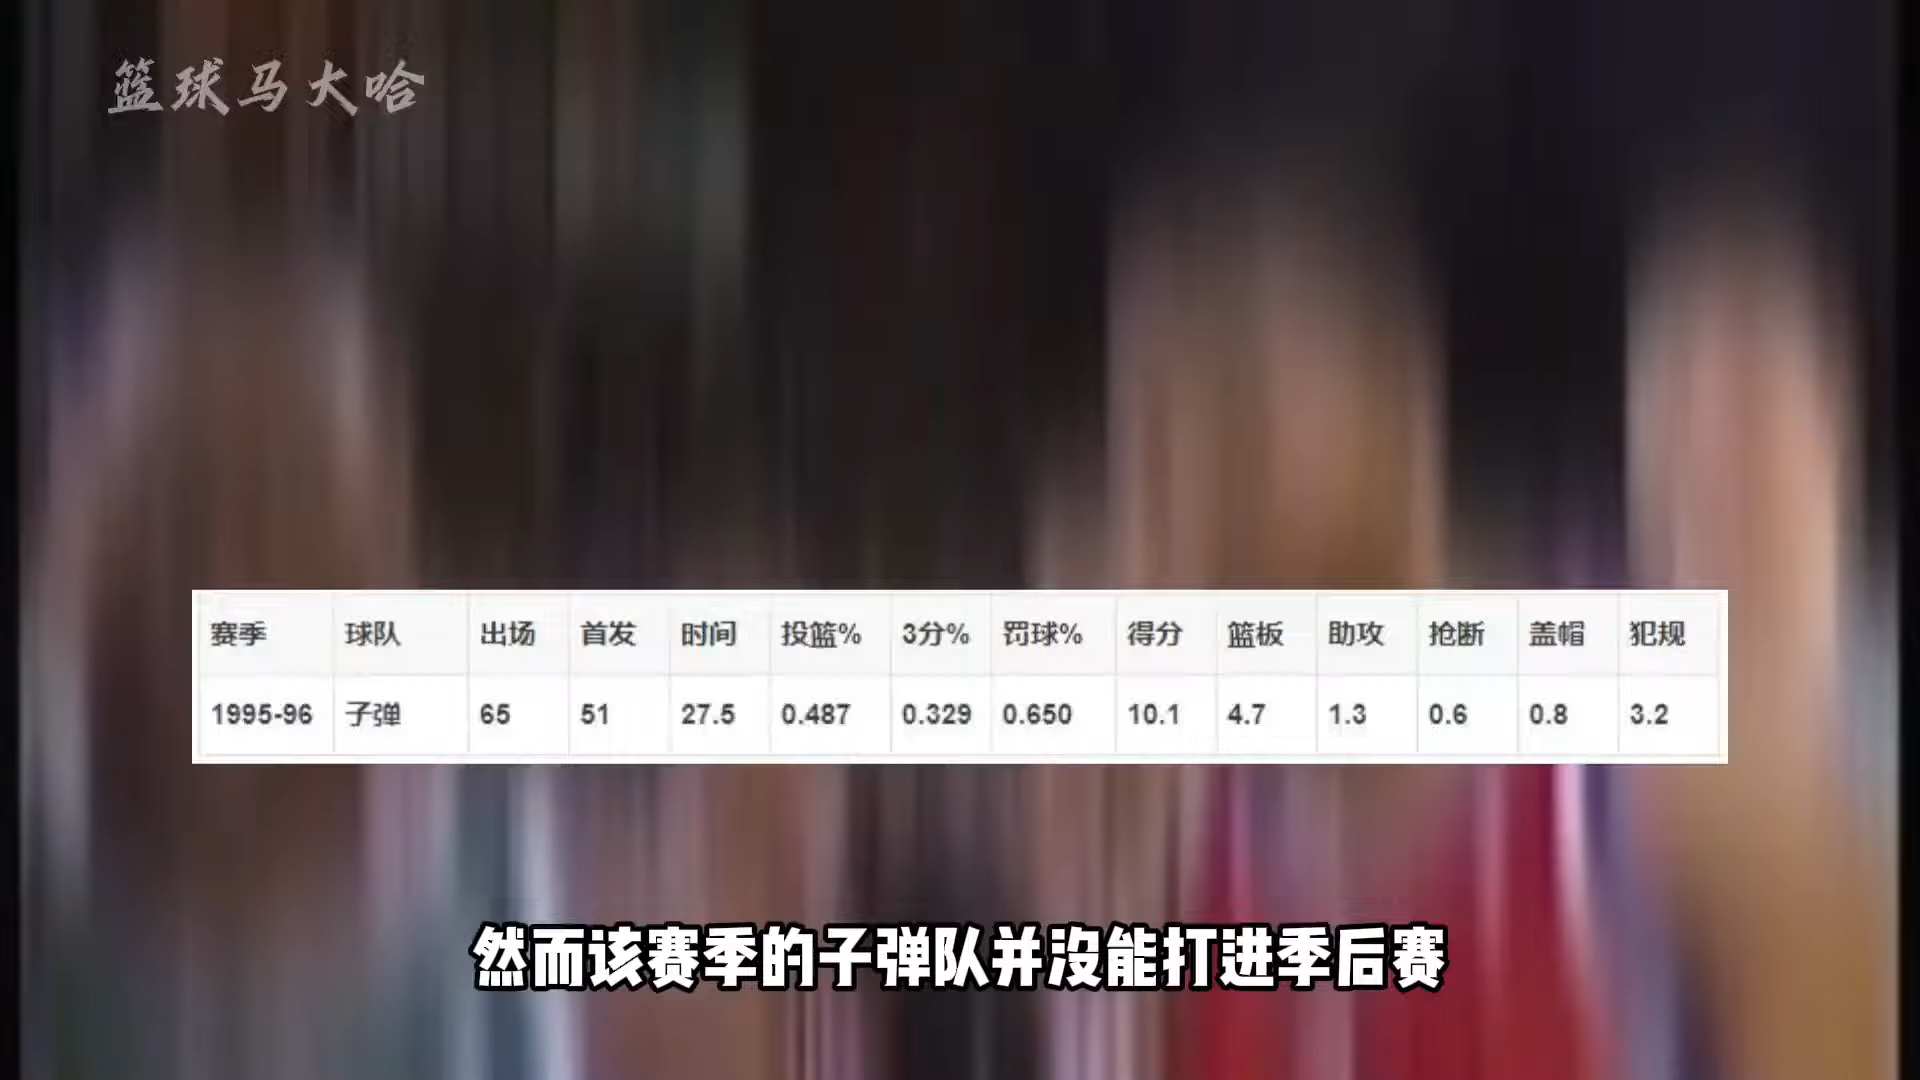 篮球马大哈
赛季 球队 出场 首发 时间 投篮% 3分% 罚球% 得分 篮板 助攻 抢断 盖帽 犯规
1995-96 子弹 65 51 27.5 0.487 0.329 0.650 10.1 4.7 1.3 0.6 0.8 3.2
然而该赛季的子弹队并没能打进季后赛